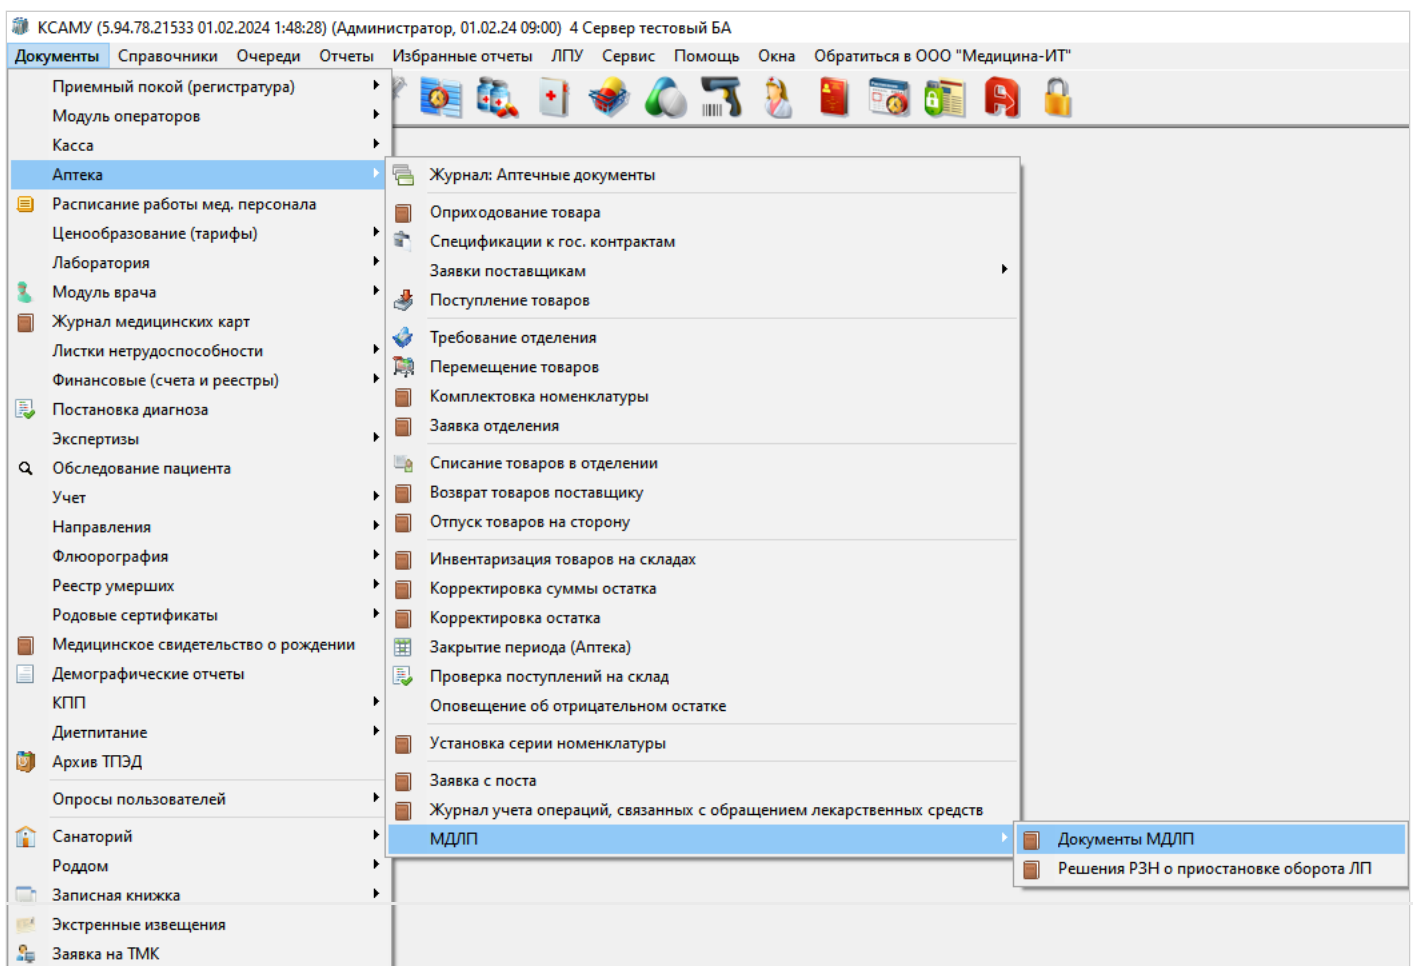 КСАМУ (5.94.78.21533 01.02.2024 1:48:28) (Администратор, 01.02.24 09:00) 4 Сервер тестовый БА
Документы Справочники Очереди Отчеты Избранные отчеты ЛПУ Сервис Помощь Окна Обратиться в ООО "Медицина-ИТ"
Приемный покой (регистратура)
Модуль операторов
Касса
Аптека
Расписание работы мед. персонала
Ценообразование (тарифы)
Лаборатория
Модуль врача
Журнал медицинских карт
Листки нетрудоспособности
Финансовые (счета и реестры)
Постановка диагноза
Экспертизы
Обследование пациента
Учет
Направления
Флюорография
Реестр умерших
Родовые сертификаты
Медицинское свидетельство о рождении
Демографические отчеты
КПП
Диетпитание
Архив ТПЭД
Опросы пользователей
Санаторий
Роддом
Записная книжка
Экстренные извещения
Заявка на ТМК
Журнал: Аптечные документы
Оприходование товара
Спецификации к гос. контрактам
Заявки поставщикам
Поступление товаров
Требование отделения
Перемещение товаров
Комплектовка номенклатуры
Заявка отделения
Списание товаров в отделении
Возврат товаров поставщику
Отпуск товаров на сторону
Инвентаризация товаров на складах
Корректировка суммы остатка
Корректировка остатка
Закрытие периода (Аптека)
Проверка поступлений на склад
Оповещение об отрицательном остатке
Установка серии номенклатуры
Заявка с поста
Журнал учета операций, связанных с обращением лекарственных средств
МДЛП
Документы МДЛП
Решения РЗН о приостановке оборота ЛП